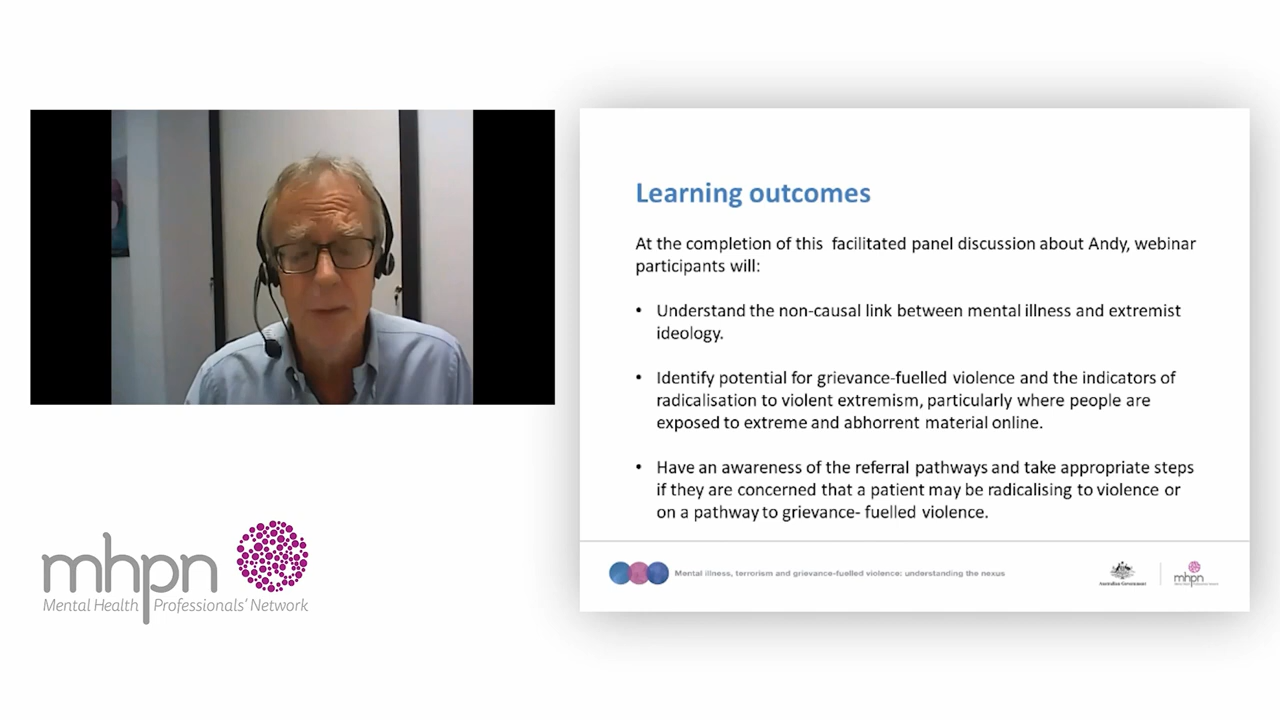 Learning outcomes
At the completion of this facilitated panel discussion about Andy, webinar
participants will:
• Understand the non-causal link between mental illness and extremist
ideology.
• Identify potential for grievance-fuelled violence and the indicators of
radicalisation to violent extremism, particularly where people are
exposed to extreme and abhorrent material online.
• Have an awareness of the referral pathways and take appropriate steps
if they are concerned that a patient may be radicalising to violence or
on a pathway to grievance- fuelled violence.
mhpn
Mental Health Professionals' Network
Mental illness, terrorism and grievance-fuelled violence: understanding the nexus
Australian Government
mhpn